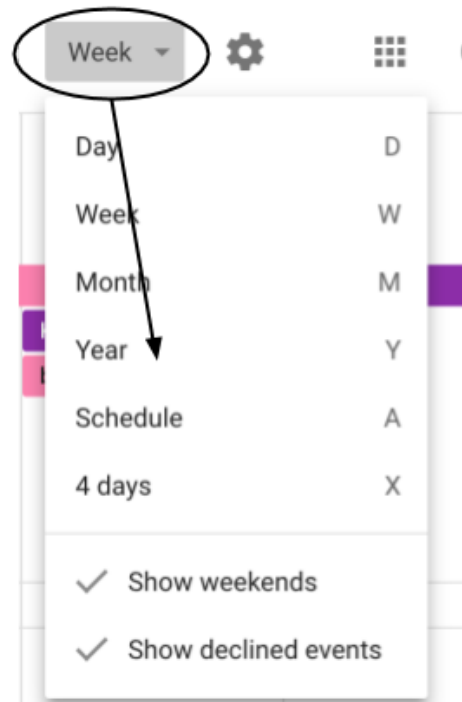 Week
Day D
Week W
Month M
Year Y
Schedule A
4 days X
Show weekends
Show declined events